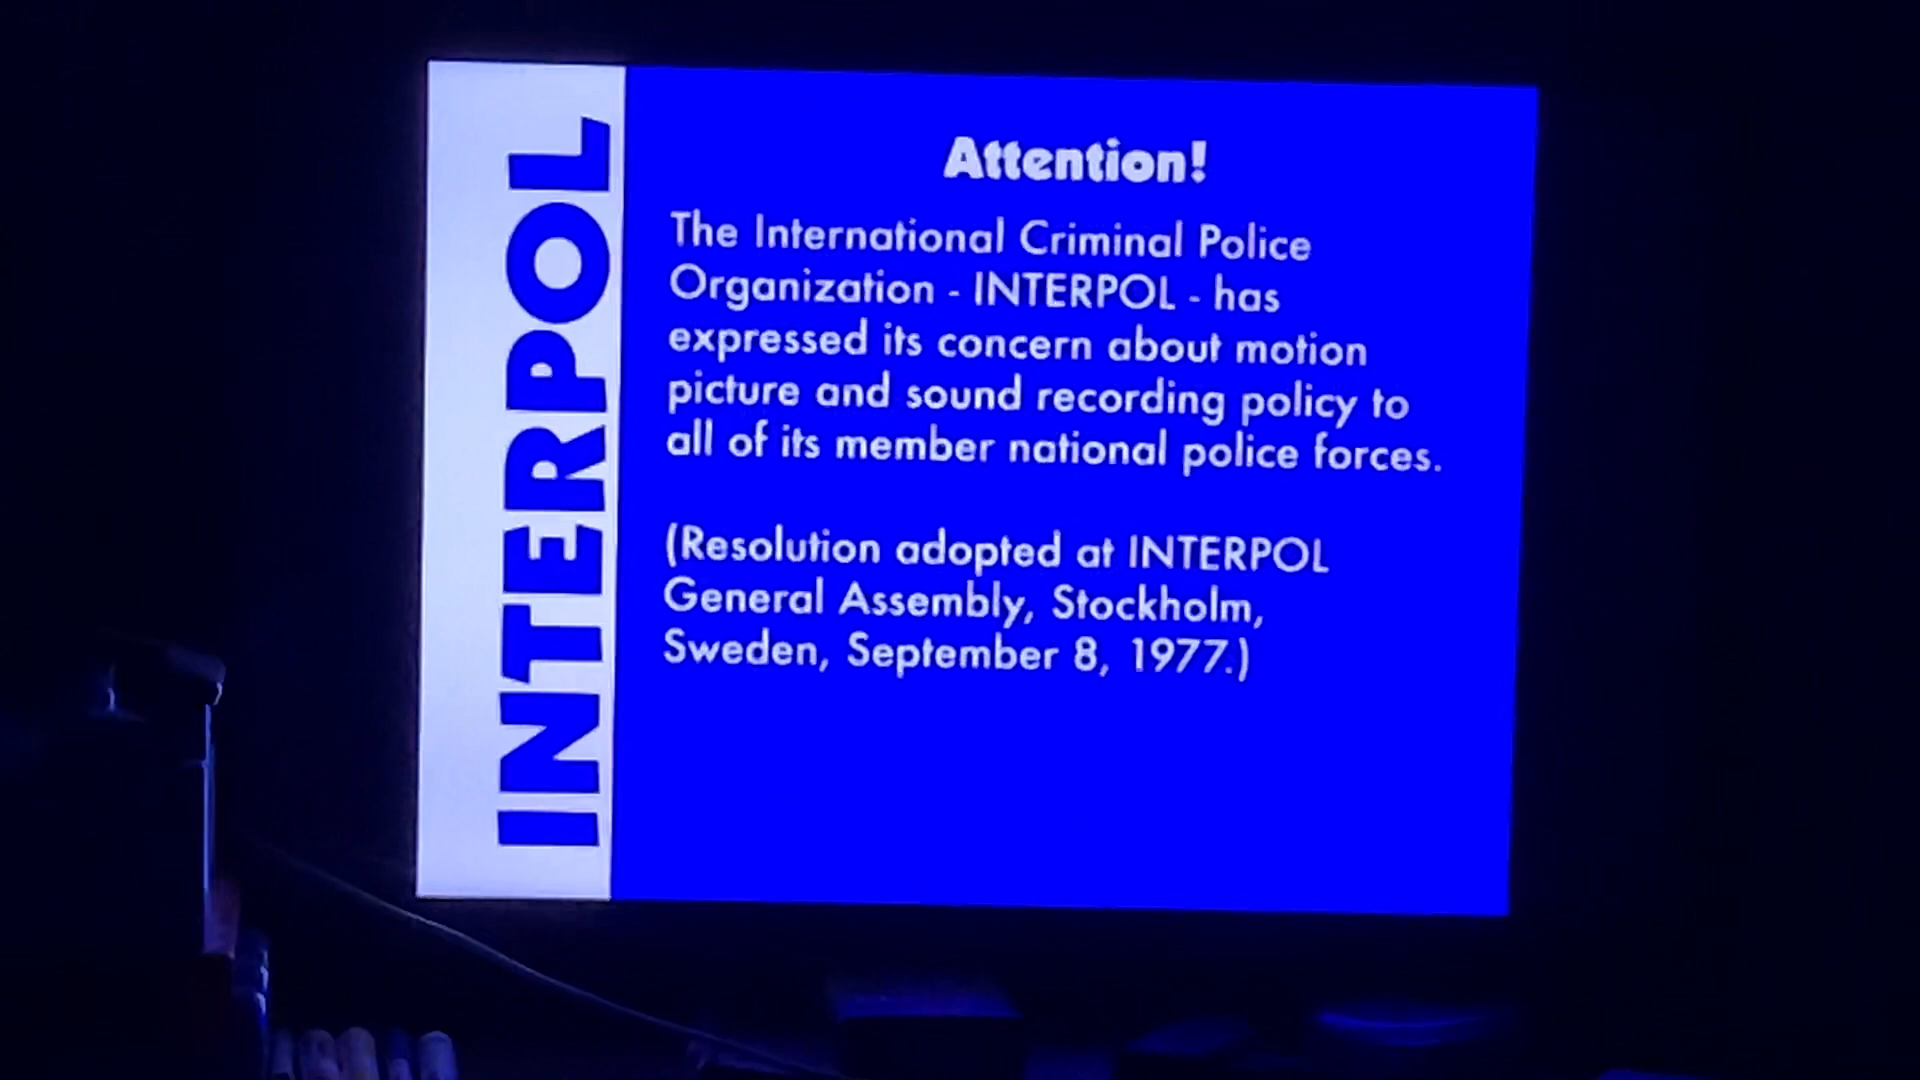 INTERPOL
Attention!
The International Criminal Police
Organization - INTERPOL - has
expressed its concern about motion
picture and sound recording policy to
all of its member national police forces.
(Resolution adopted at INTERPOL
General Assembly, Stockholm,
Sweden, September 8, 1977.)